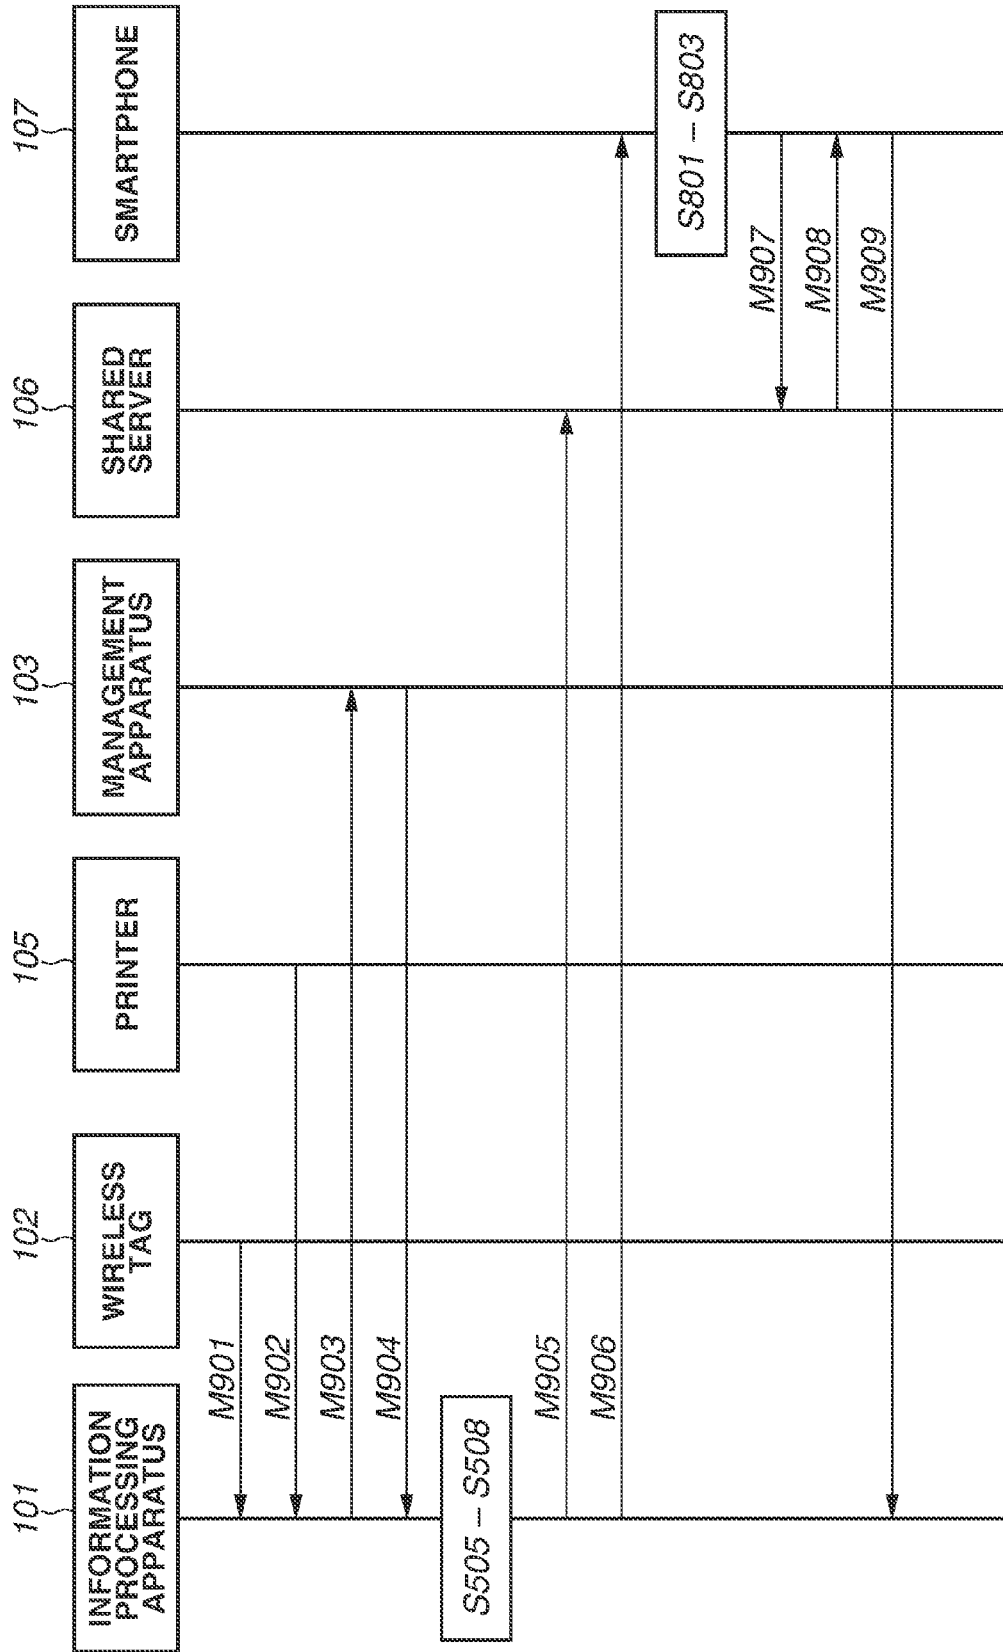 101
INFORMATION
PROCESSING
APPARATUS
102
WIRELESS
TAG
105
PRINTER
103
MANAGEMENT
APPARATUS
106
SHARED
SERVER
107
SMARTPHONE
M901
M902
M903
M904
S505 – S508
M905
M906
S801 – S803
M907
M908
M909